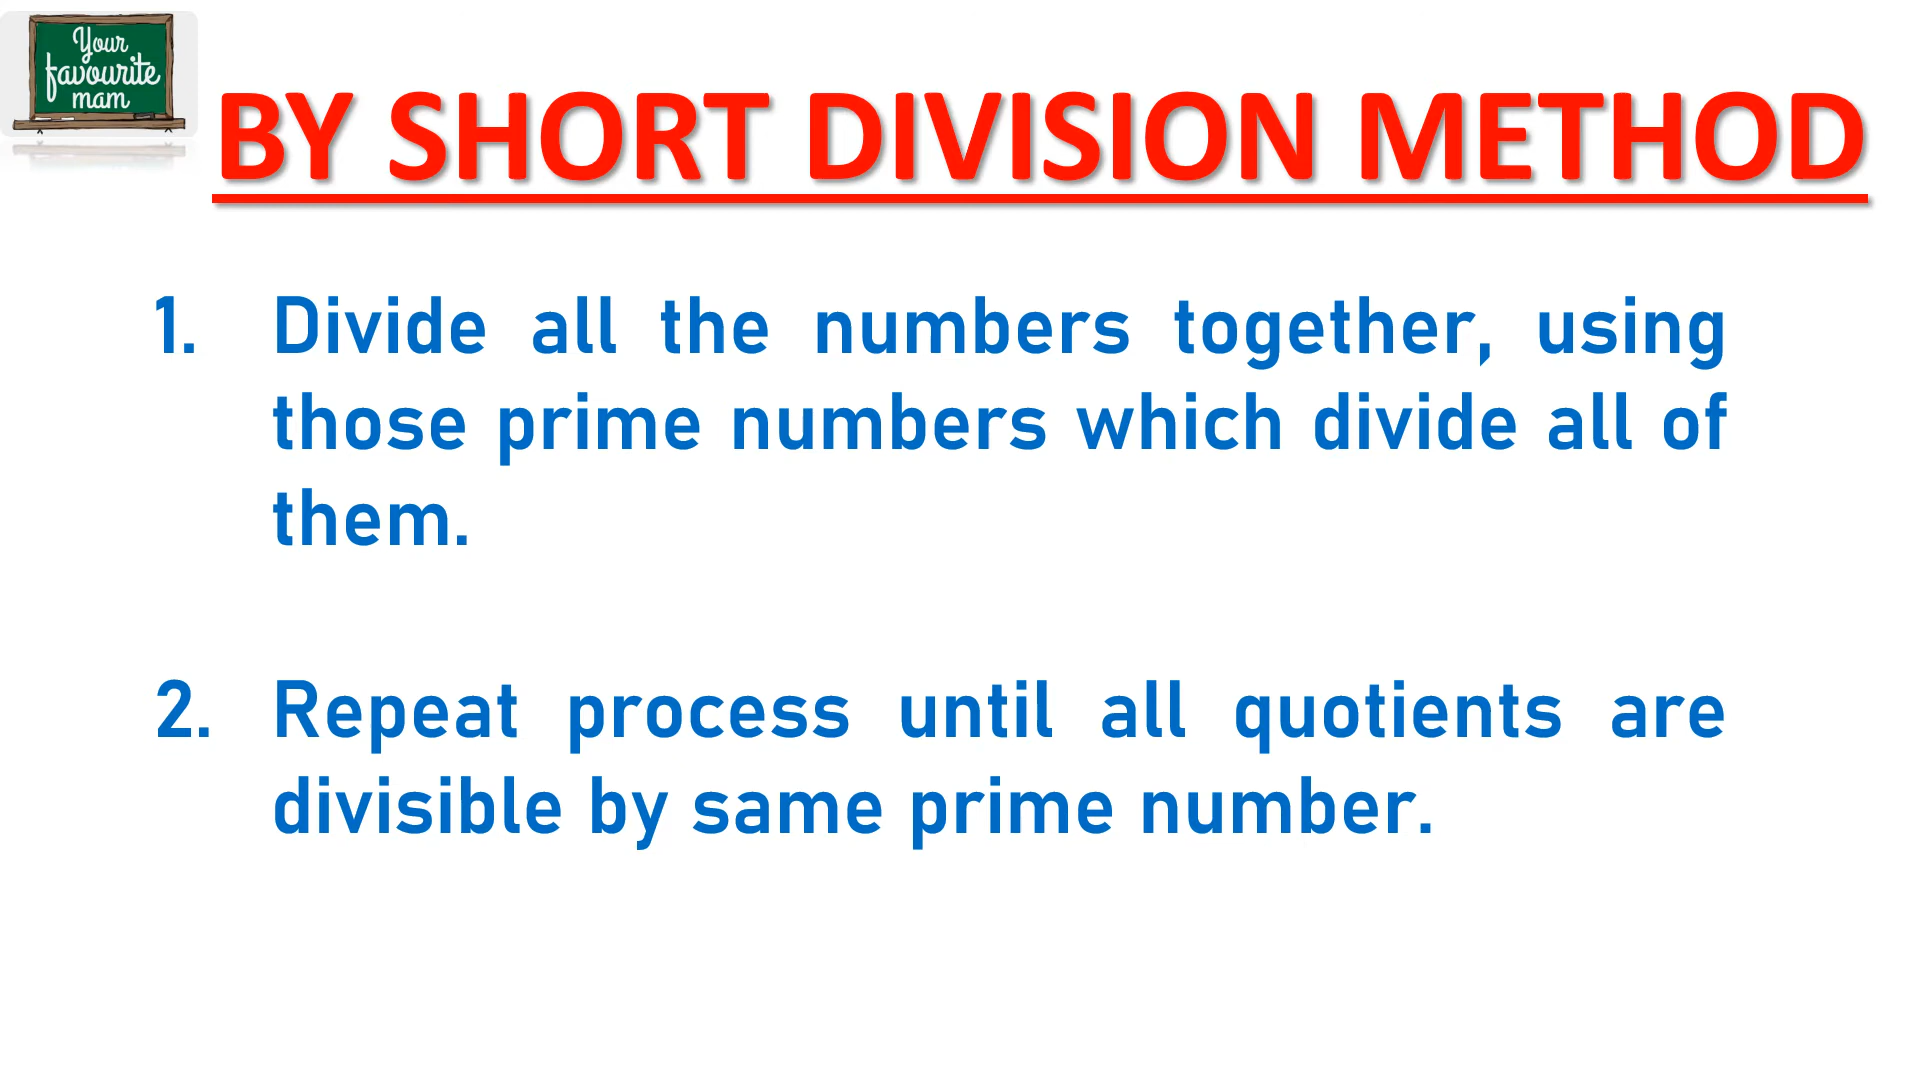 Your
favourite
mam
BY SHORT DIVISION METHOD
1. Divide all the numbers together, using
those prime numbers which divide all of
them.
2. Repeat process until all quotients are
divisible by same prime number.